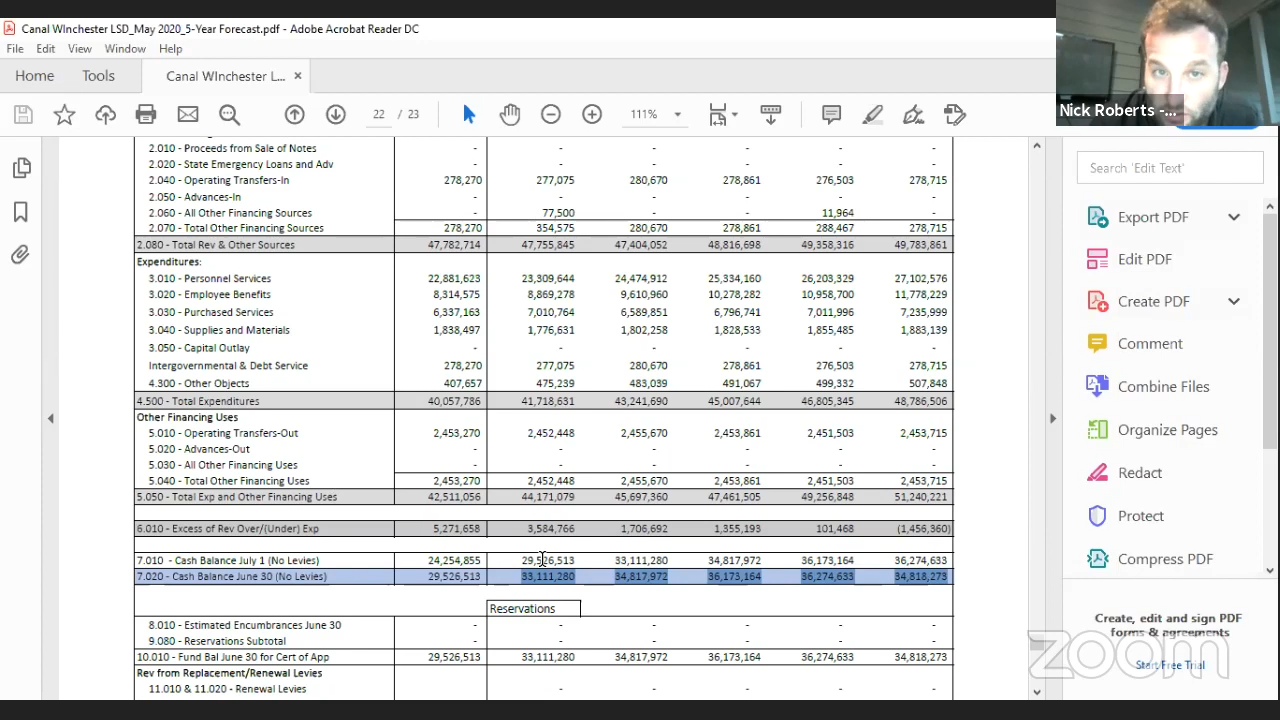 Canal WInchester LSD_May 2020_5-Year Forecast.pdf - Adobe Acrobat Reader DC
File Edit View Window Help
Home Tools Canal WInchester L... ×
22 / 23 111%
Nick Roberts -...
2.010 - Proceeds from Sale of Notes - - - - - -
2.020 - State Emergency Loans and Adv - - - - - -
2.040 - Operating Transfers-In 278,270 277,075 280,670 278,861 276,503 278,715
2.050 - Advances-In - - - - - -
2.060 - All Other Financing Sources - 77,500 - - 11,964 -
2.070 - Total Other Financing Sources 278,270 354,575 280,670 278,861 288,467 278,715
2.080 - Total Rev & Other Sources 47,782,714 47,755,845 47,404,052 48,816,698 49,358,316 49,783,861
Expenditures:
3.010 - Personnel Services 22,881,623 23,309,644 24,474,912 25,334,160 26,203,329 27,102,576
3.020 - Employee Benefits 8,314,575 8,869,278 9,610,960 10,278,282 10,958,700 11,778,229
3.030 - Purchased Services 6,337,163 7,010,764 6,589,851 6,796,741 7,011,996 7,235,999
3.040 - Supplies and Materials 1,838,497 1,776,631 1,802,258 1,828,533 1,855,485 1,883,139
3.050 - Capital Outlay - - - - - -
Intergovernmental & Debt Service 278,270 277,075 280,670 278,861 276,503 278,715
4.300 - Other Objects 407,657 475,239 483,039 491,067 499,332 507,848
4.500 - Total Expenditures 40,057,786 41,718,631 43,241,690 45,007,644 46,805,345 48,786,506
Other Financing Uses
5.010 - Operating Transfers-Out 2,453,270 2,452,448 2,455,670 2,453,861 2,451,503 2,453,715
5.020 - Advances-Out - - - - - -
5.030 - All Other Financing Uses - - - - - -
5.040 - Total Other Financing Uses 2,453,270 2,452,448 2,455,670 2,453,861 2,451,503 2,453,715
5.050 - Total Exp and Other Financing Uses 42,511,056 44,171,079 45,697,360 47,461,505 49,256,848 51,240,221
6.010 - Excess of Rev Over/(Under) Exp 5,271,658 3,584,766 1,706,692 1,355,193 101,468 (1,456,360)
7.010 - Cash Balance July 1 (No Levies) 24,254,855 29,526,513 33,111,280 34,817,972 36,173,164 36,274,633
7.020 - Cash Balance June 30 (No Levies) 29,526,513 33,111,280 34,817,972 36,173,164 36,274,633 34,818,273
Reservations
8.010 - Estimated Encumbrances June 30 - - - - - -
9.080 - Reservations Subtotal - - - - - -
10.010 - Fund Bal June 30 for Cert of App 29,526,513 33,111,280 34,817,972 36,173,164 36,274,633 34,818,273
Rev from Replacement/Renewal Levies
11.010 & 11.020 - Renewal Levies - - - - -
Search 'Edit Text'
Export PDF
Edit PDF
Create PDF
Comment
Combine Files
Organize Pages
Redact
Protect
Compress PDF
Create, edit and sign PDF
forms & agreements
Start Free Trial
zoom